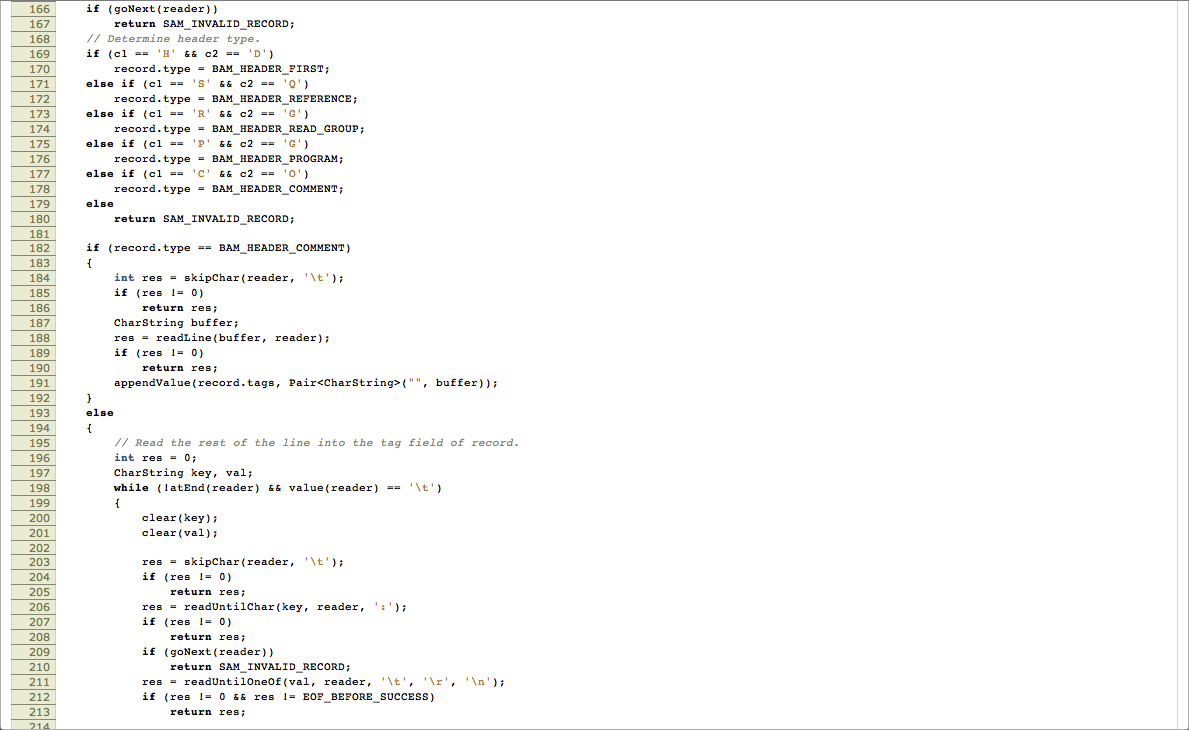 166 if (goNext(reader))
167 return SAM_INVALID_RECORD;
168 // Determine header type.
169 if (c1 == 'H' && c2 == 'D')
170 record.type = BAM_HEADER_FIRST;
171 else if (c1 == 'S' && c2 == 'Q')
172 record.type = BAM_HEADER_REFERENCE;
173 else if (c1 == 'R' && c2 == 'G')
174 record.type = BAM_HEADER_READ_GROUP;
175 else if (c1 == 'P' && c2 == 'G')
176 record.type = BAM_HEADER_PROGRAM;
177 else if (c1 == 'C' && c2 == 'O')
178 record.type = BAM_HEADER_COMMENT;
179 else
180 return SAM_INVALID_RECORD;
181
182 if (record.type == BAM_HEADER_COMMENT)
183 {
184 int res = skipChar(reader, '\t');
185 if (res != 0)
186 return res;
187 CharString buffer;
188 res = readLine(buffer, reader);
189 if (res != 0)
190 return res;
191 appendValue(record.tags, Pair<CharString>("", buffer));
192 }
193 else
194 {
195 // Read the rest of the line into the tag field of record.
196 int res = 0;
197 CharString key, val;
198 while (!atEnd(reader) && value(reader) == '\t')
199 {
200 clear(key);
201 clear(val);
202
203 res = skipChar(reader, '\t');
204 if (res != 0)
205 return res;
206 res = readUntilChar(key, reader, ':');
207 if (res != 0)
208 return res;
209 if (goNext(reader))
210 return SAM_INVALID_RECORD;
211 res = readUntilOneOf(val, reader, '\t', '\r', '\n');
212 if (res != 0 && res != EOF_BEFORE_SUCCESS)
213 return res;
214